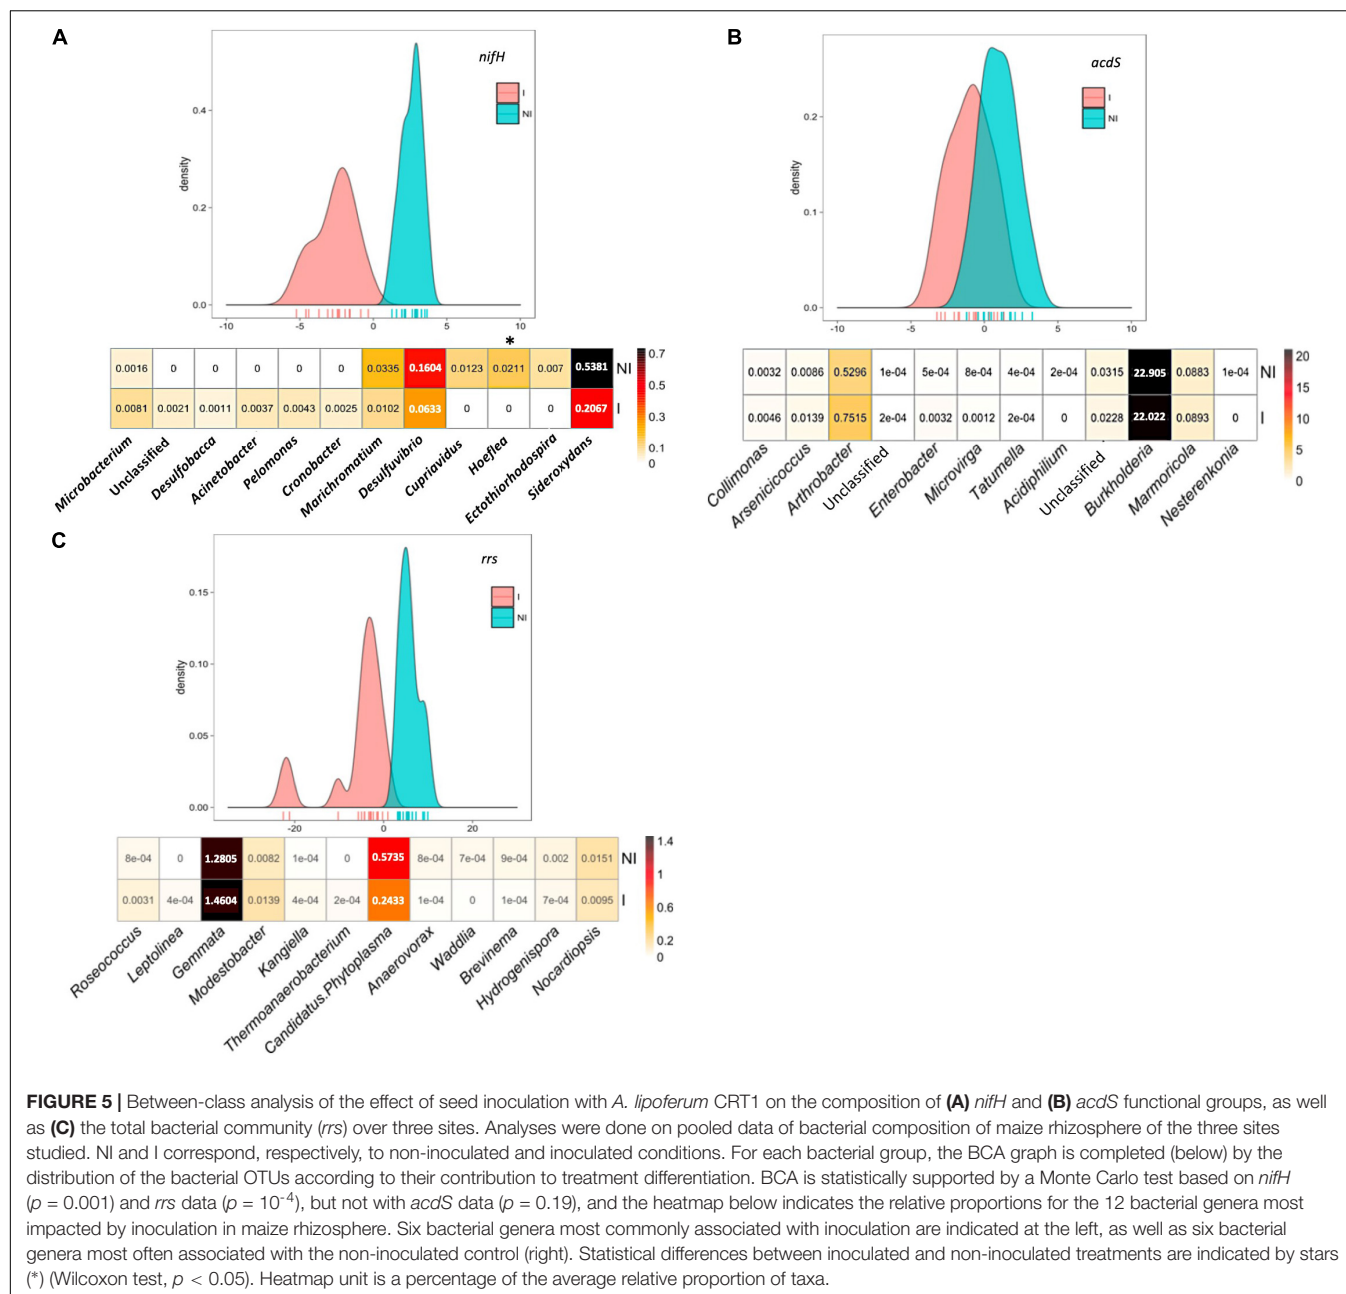 A
nifH
I
NI
density
0.4
0.2
0.0
-10 -5 0 5 10
*
0.0016 0 0 0 0 0 0.0335 0.1604 0.0123 0.0211 0.007 0.5381 NI
0.0081 0.0021 0.0011 0.0037 0.0043 0.0025 0.0102 0.0633 0 0 0 0.2067 I
0.7
0.5
0.3
0.1
0
Microbacterium Unclassified Desulfobacca Acinetobacter Pelomonas Cronobacter Marichromatium Desulfuvibrio Cupriavidus Hoeflea Ectothiorhodospira Sideroxydans
B
acdS
I
NI
density
0.2
0.1
0.0
-10 -5 0 5 10
0.0032 0.0086 0.5296 1e-04 5e-04 8e-04 4e-04 2e-04 0.0315 22.905 0.0883 1e-04 NI
0.0046 0.0139 0.7515 2e-04 0.0032 0.0012 2e-04 0 0.0228 22.022 0.0893 0 I
20
15
10
5
0
Collimonas Arsenicicoccus Arthrobacter Unclassified Enterobacter Microvirga Tatumella Acidiphilium Unclassified Burkholderia Marmoricola Nesterenkonia
C
rrs
I
NI
density
0.15
0.10
0.05
0.00
-20 0 20
8e-04 0 1.2805 0.0082 1e-04 0 0.5735 8e-04 7e-04 9e-04 0.002 0.0151 NI
0.0031 4e-04 1.4604 0.0139 4e-04 2e-04 0.2433 1e-04 0 1e-04 7e-04 0.0095 I
1.4
1
0.6
0.2
0
Roseococcus Leptolinea Gemmata Modestobacter Kangiella Thermoanaerobacterium Candidatus.Phytoplasma Anaerovorax Waddlia Brevinema Hydrogenispora Nocardiopsis
FIGURE 5 | Between-class analysis of the effect of seed inoculation with A. lipoferum CRT1 on the composition of (A) nifH and (B) acdS functional groups, as well
as (C) the total bacterial community (rrs) over three sites. Analyses were done on pooled data of bacterial composition of maize rhizosphere of the three sites
studied. NI and I correspond, respectively, to non-inoculated and inoculated conditions. For each bacterial group, the BCA graph is completed (below) by the
distribution of the bacterial OTUs according to their contribution to treatment differentiation. BCA is statistically supported by a Monte Carlo test based on nifH
(p = 0.001) and rrs data (p = 10-4), but not with acdS data (p = 0.19), and the heatmap below indicates the relative proportions for the 12 bacterial genera most
impacted by inoculation in maize rhizosphere. Six bacterial genera most commonly associated with inoculation are indicated at the left, as well as six bacterial
genera most often associated with the non-inoculated control (right). Statistical differences between inoculated and non-inoculated treatments are indicated by stars
(*) (Wilcoxon test, p < 0.05). Heatmap unit is a percentage of the average relative proportion of taxa.